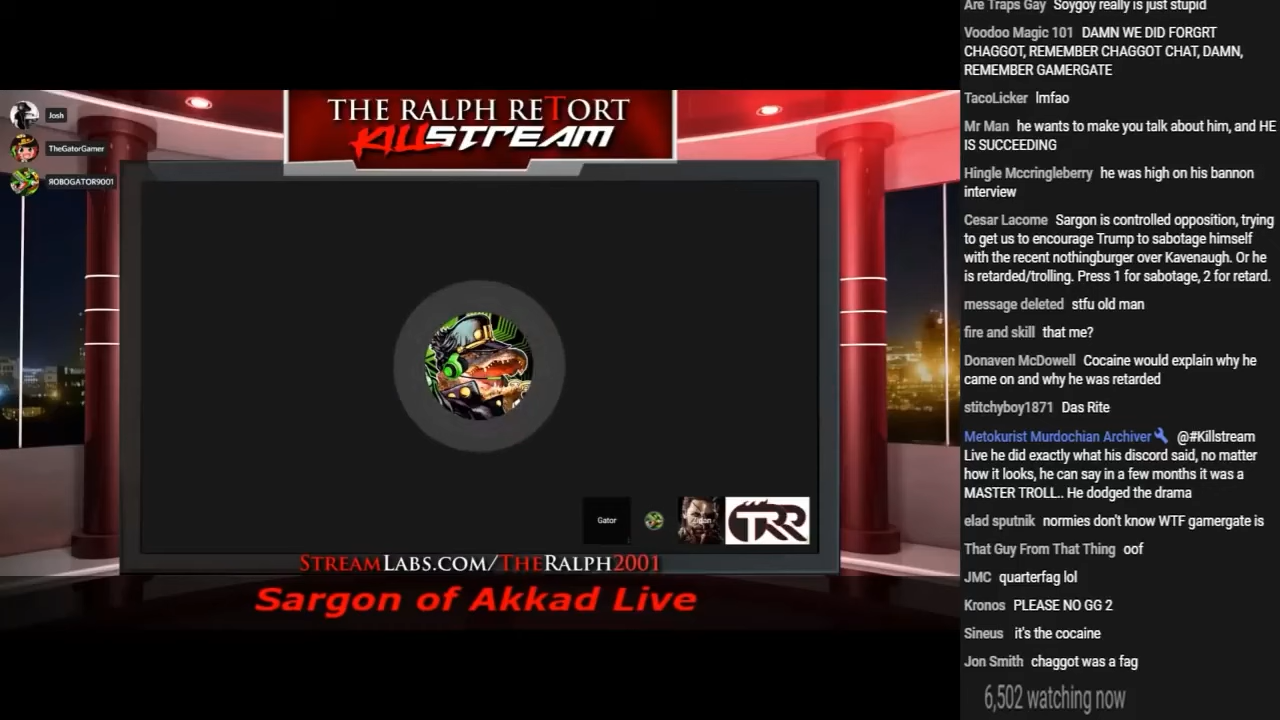 Josh
TheGatorGamer
ROBOGATOR9001
THE RALPH RETORT
KILLSTREAM
Gator
Zidan
TRR
STREAMLABS.COM/THERALPH2001
Sargon of Akkad Live
Are Traps Gay Soygoy really is just stupid
Voodoo Magic 101 DAMN WE DID FORGRT
CHAGGOT, REMEMBER CHAGGOT CHAT, DAMN,
REMEMBER GAMERGATE
TacoLicker lmfao
Mr Man he wants to make you talk about him, and HE
IS SUCCEEDING
Hingle Mccringleberry he was high on his bannon
interview
Cesar Lacome Sargon is controlled opposition, trying
to get us to encourage Trump to sabotage himself
with the recent nothingburger over Kavenaugh. Or he
is retarded/trolling. Press 1 for sabotage, 2 for retard.
message deleted stfu old man
fire and skill that me?
Donaven McDowell Cocaine would explain why he
came on and why he was retarded
stitchyboy1871 Das Rite
Metokurist Murdochian Archiver @#Killstream
Live he did exactly what his discord said, no matter
how it looks, he can say in a few months it was a
MASTER TROLL.. He dodged the drama
elad sputnik normies don't know WTF gamergate is
That Guy From That Thing oof
JMC quarterfag lol
Kronos PLEASE NO GG 2
Sineus it's the cocaine
Jon Smith chaggot was a fag
6,502 watching now